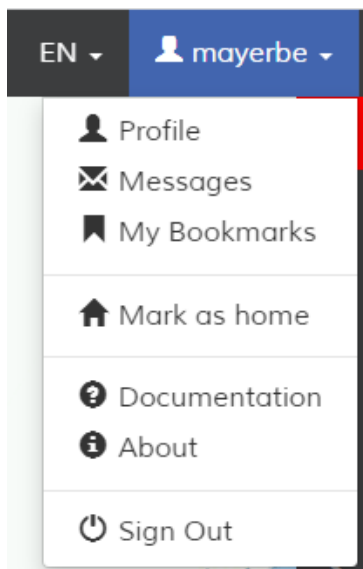 EN mayerbe
Profile
Messages
My Bookmarks
Mark as home
Documentation
About
Sign Out